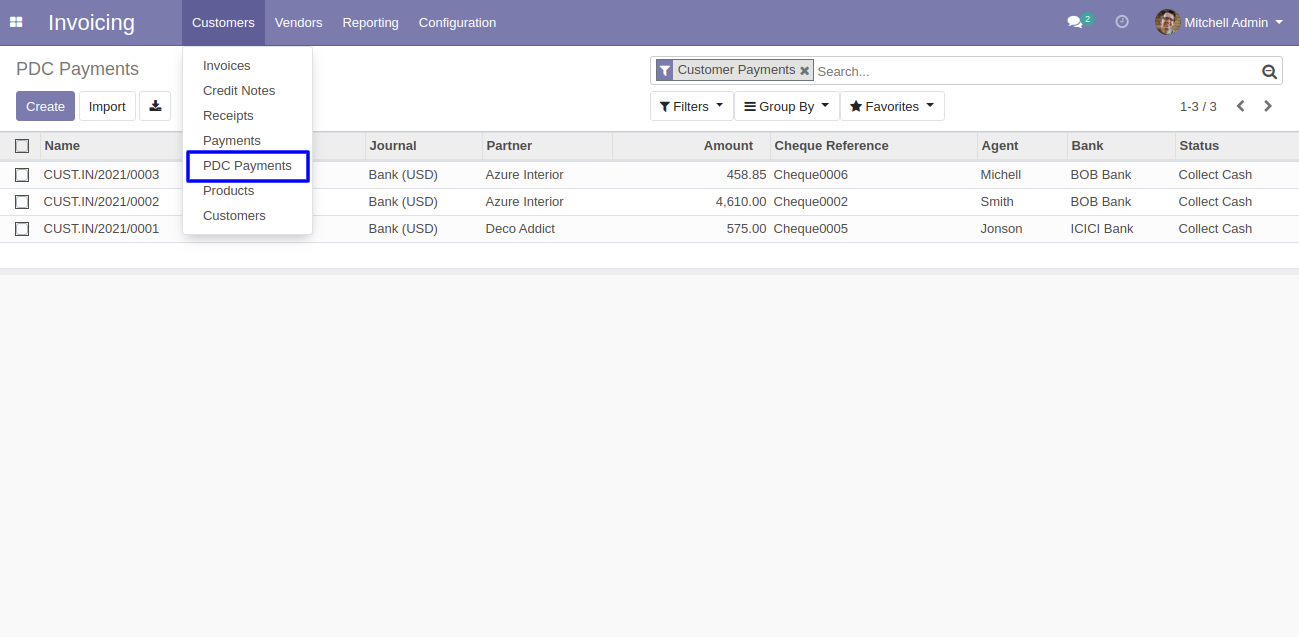 Invoicing Customers Vendors Reporting Configuration 2 Mitchell Admin
PDC Payments
Customer Payments Search...
Create Import
Filters Group By Favorites 1-3 / 3
Invoices
Credit Notes
Receipts
Payments
PDC Payments
Products
Customers
Name Journal Partner Amount Cheque Reference Agent Bank Status
CUST.IN/2021/0003 Bank (USD) Azure Interior 458.85 Cheque0006 Michell BOB Bank Collect Cash
CUST.IN/2021/0002 Bank (USD) Azure Interior 4,610.00 Cheque0002 Smith BOB Bank Collect Cash
CUST.IN/2021/0001 Bank (USD) Deco Addict 575.00 Cheque0005 Jonson ICICI Bank Collect Cash